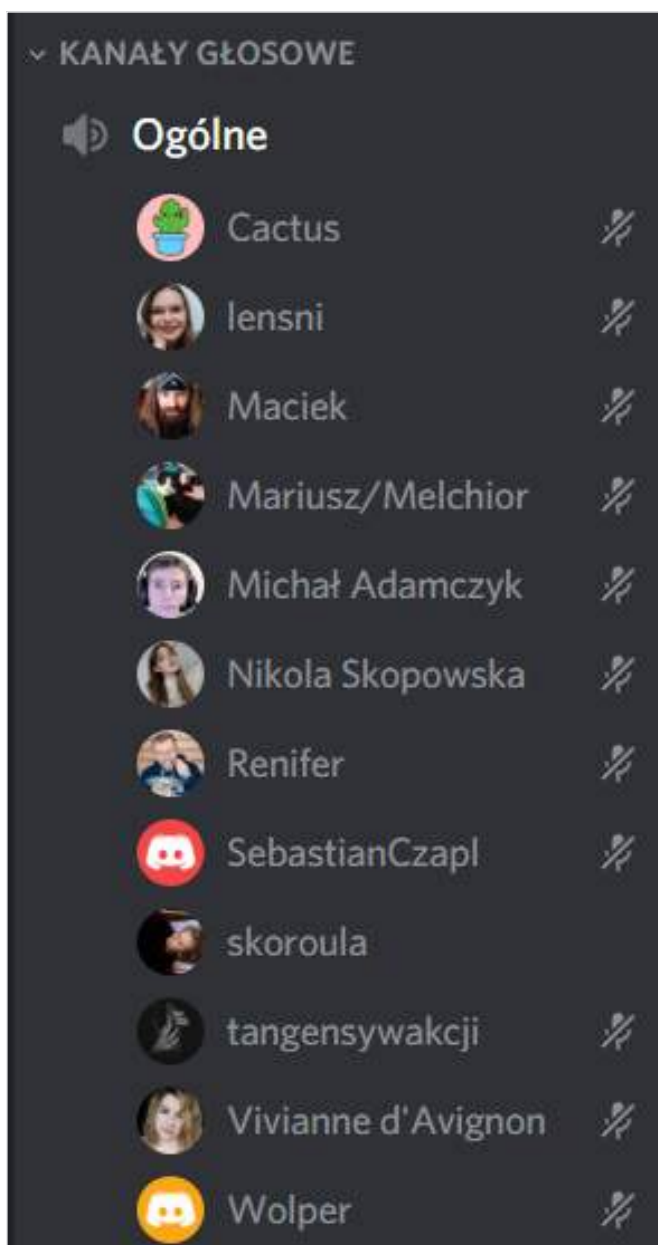 KANAŁY GŁOSOWE
Ogólne
Cactus
lensni
Maciek
Mariusz/Melchior
Michał Adamczyk
Nikola Skopowska
Renifer
SebastianCzapl
skoroula
tangensywakcji
Vivianne d'Avignon
Wolper